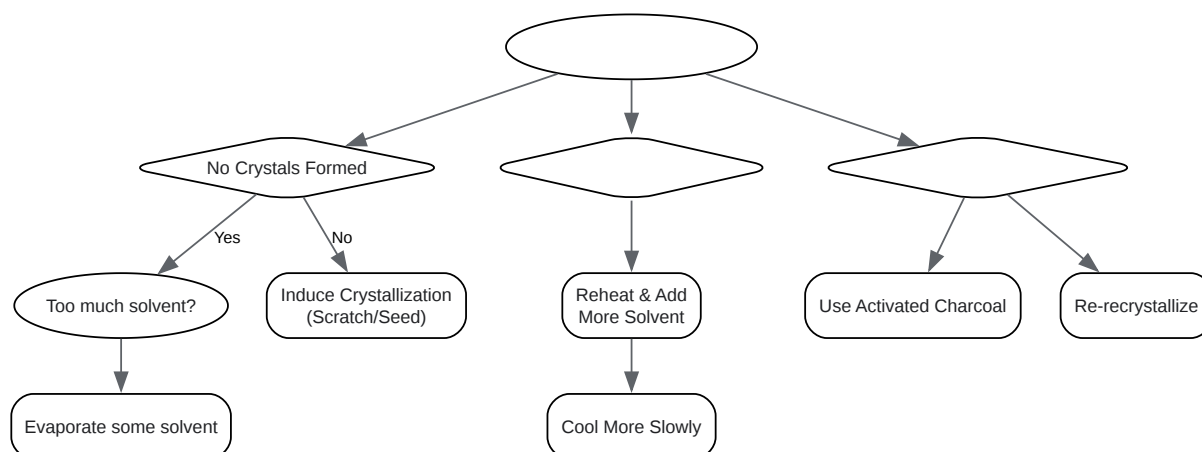 No Crystals Formed
Yes
No
Too much solvent?
Induce Crystallization
(Scratch/Seed)
Reheat & Add
More Solvent
Use Activated Charcoal
Re-recrystallize
Evaporate some solvent
Cool More Slowly